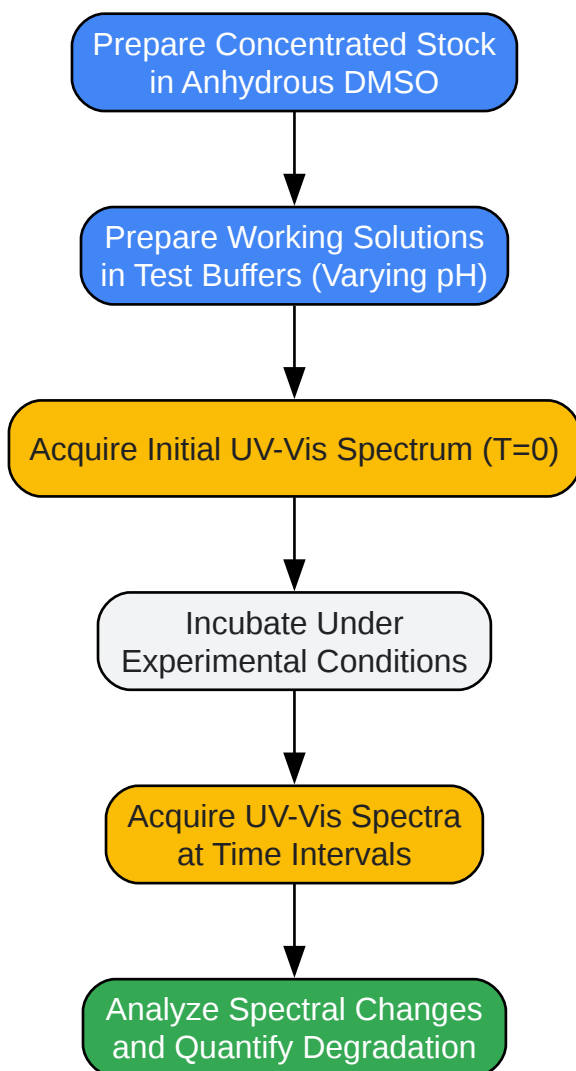 Prepare Concentrated Stock
in Anhydrous DMSO
Prepare Working Solutions
in Test Buffers (Varying pH)
Acquire Initial UV-Vis Spectrum (T=0)
Incubate Under
Experimental Conditions
Acquire UV-Vis Spectra
at Time Intervals
Analyze Spectral Changes
and Quantify Degradation